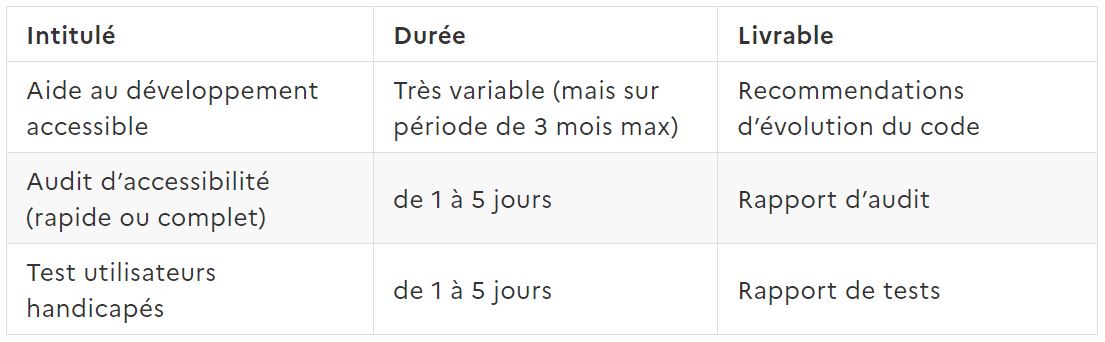 Intitulé
Durée
Livrable
Aide au développement
accessible
Très variable (mais sur
période de 3 mois max)
Recommendations
d’évolution du code
Audit d’accessibilité
(rapide ou complet)
de 1 à 5 jours
Rapport d’audit
Test utilisateurs
handicapés
de 1 à 5 jours
Rapport de tests